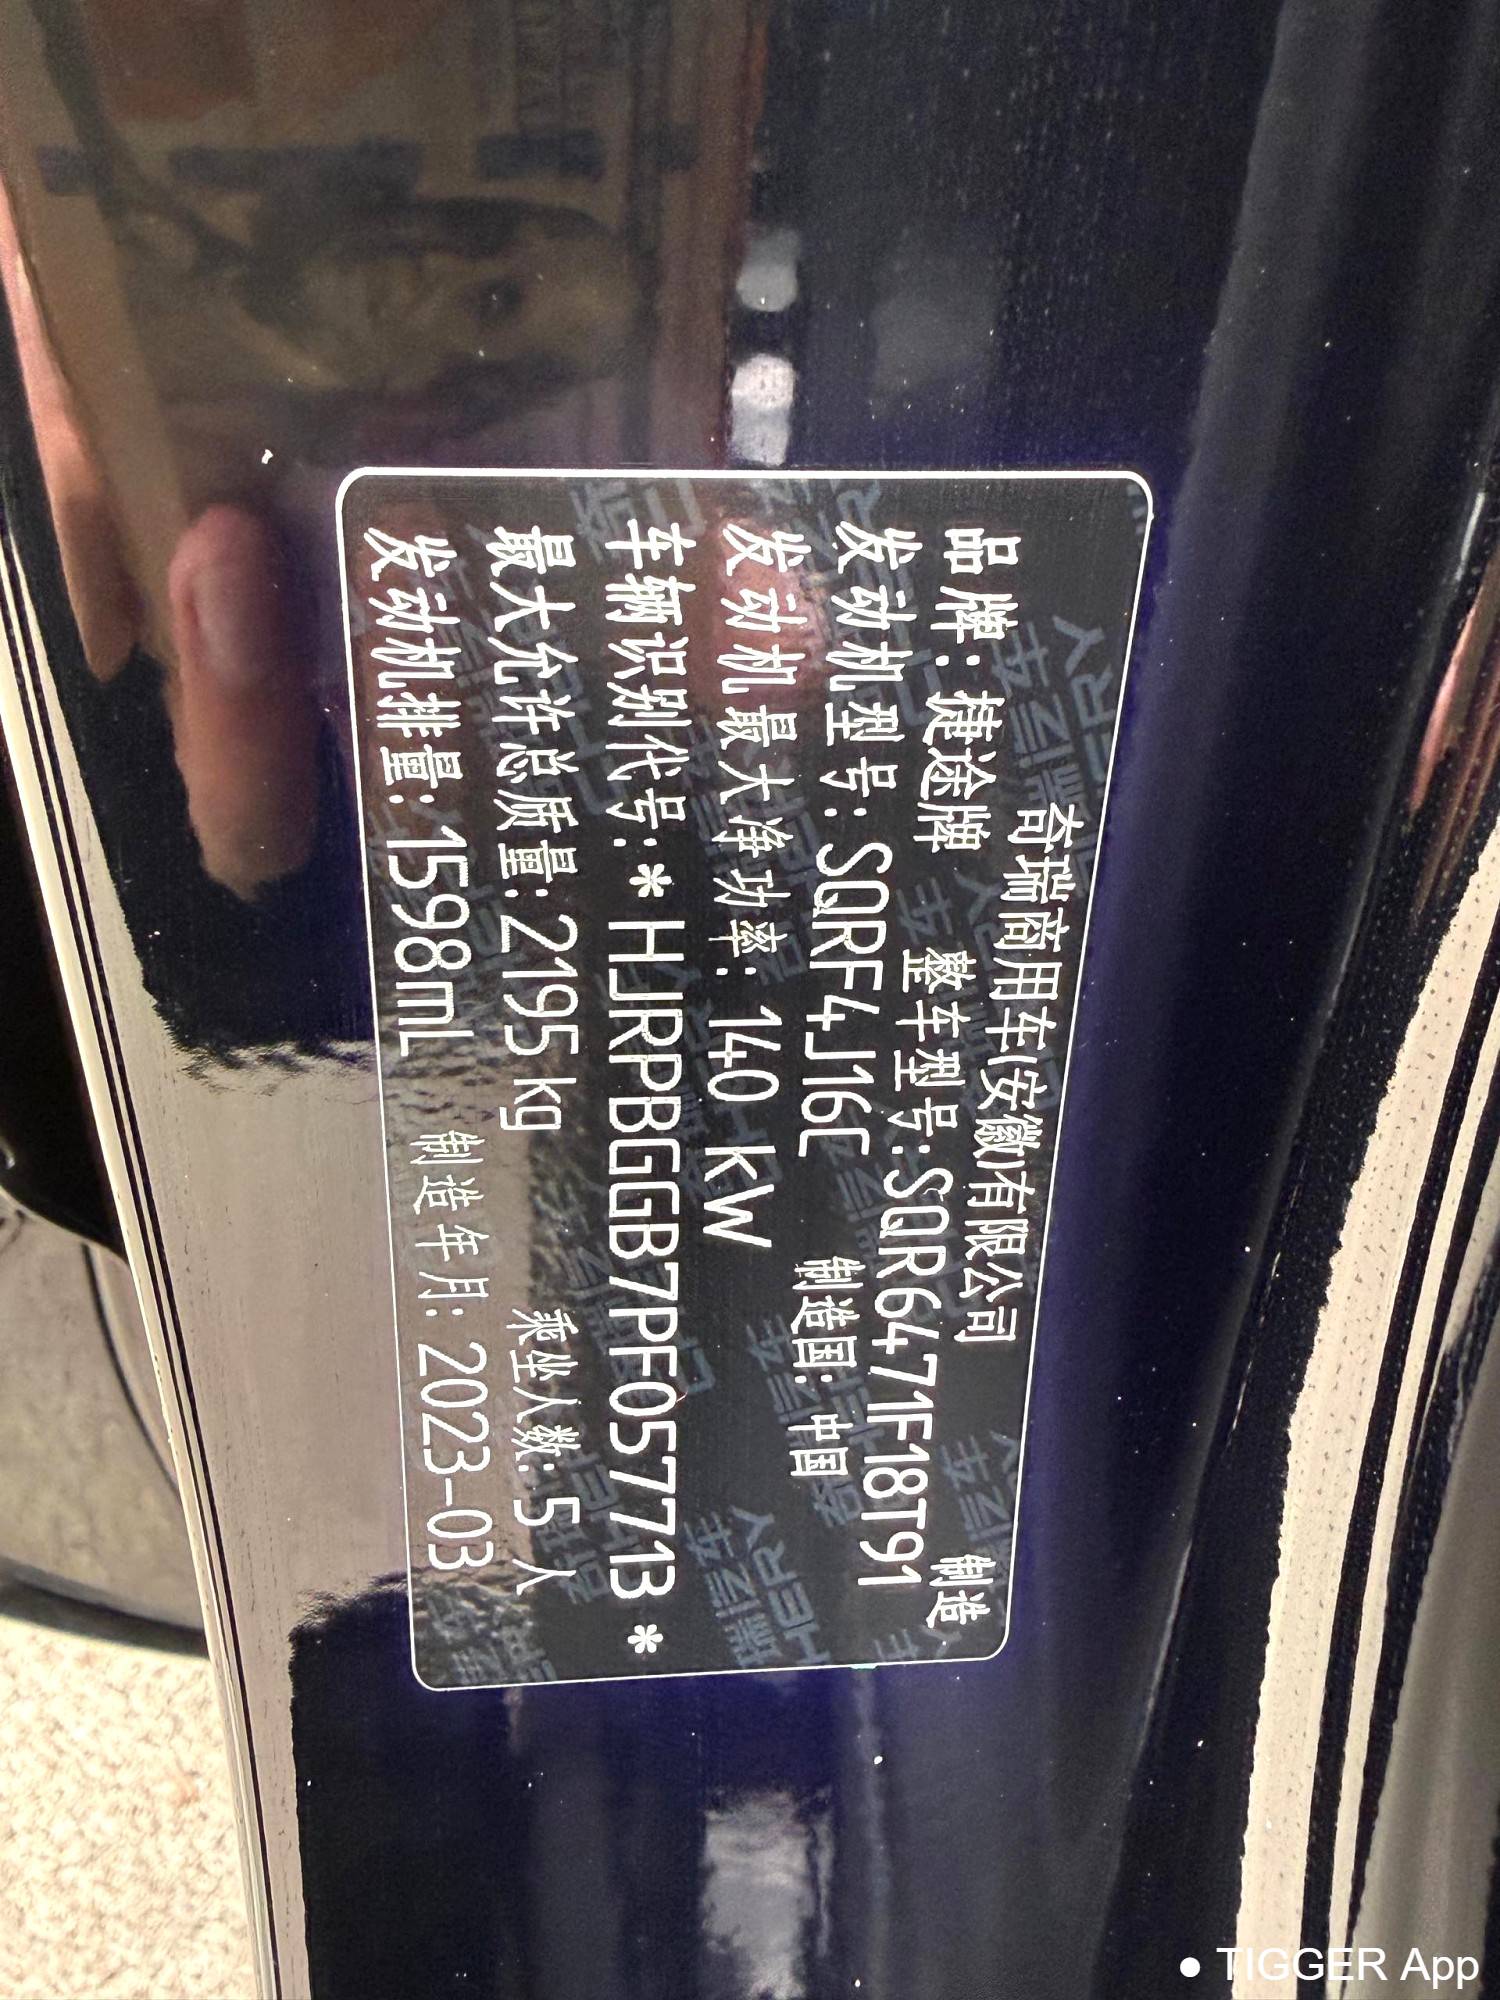 奇瑞商用车(安徽)有限公司 制造
品牌:捷途牌 整车型号:SQR6471F18T91
发动机型号:SQRF4J16C 制造国:中国
发动机最大净功率:140 kW
车辆识别代号:*HJRPBGGB7PF057713*
最大允许总质量:2195 kg 乘坐人数:5 人
发动机排量:1598mL 制造年月:2023-03
TIGGER App